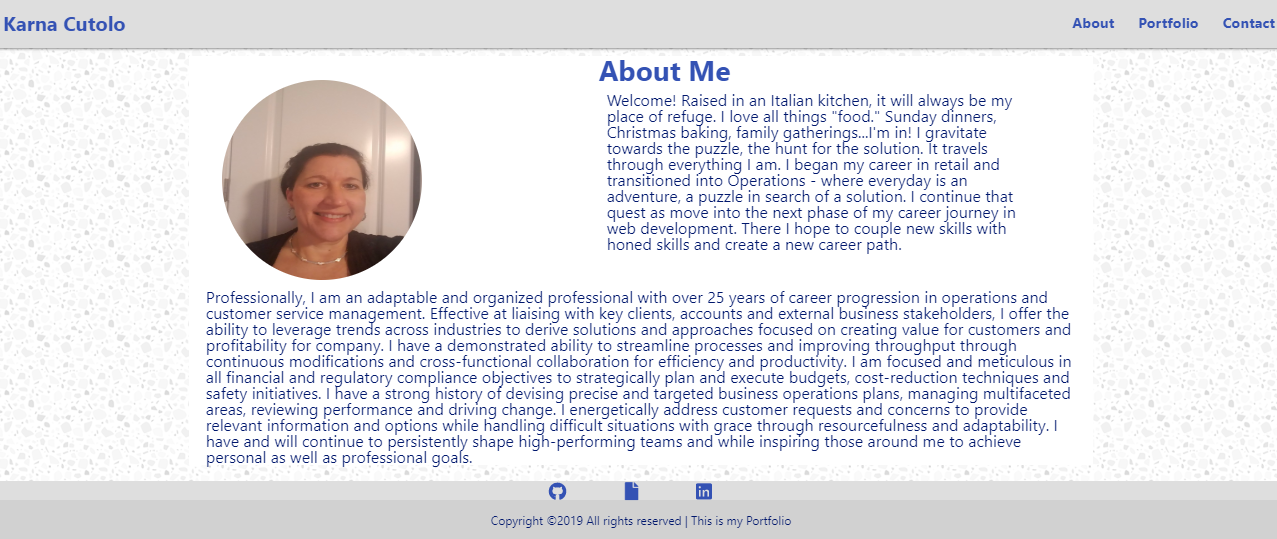 Karna Cutolo
About
Portfolio
Contact
About Me
Welcome! Raised in an Italian kitchen, it will always be my
place of refuge. I love all things "food." Sunday dinners,
Christmas baking, family gatherings...I'm in! I gravitate
towards the puzzle, the hunt for the solution. It travels
through everything I am. I began my career in retail and
transitioned into Operations - where everyday is an
adventure, a puzzle in search of a solution. I continue that
quest as move into the next phase of my career journey in
web development. There I hope to couple new skills with
honed skills and create a new career path.
Professionally, I am an adaptable and organized professional with over 25 years of career progression in operations and
customer service management. Effective at liaising with key clients, accounts and external business stakeholders, I offer the
ability to leverage trends across industries to derive solutions and approaches focused on creating value for customers and
profitability for company. I have a demonstrated ability to streamline processes and improving throughput through
continuous modifications and cross-functional collaboration for efficiency and productivity. I am focused and meticulous in
all financial and regulatory compliance objectives to strategically plan and execute budgets, cost-reduction techniques and
safety initiatives. I have a strong history of devising precise and targeted business operations plans, managing multifaceted
areas, reviewing performance and driving change. I energetically address customer requests and concerns to provide
relevant information and options while handling difficult situations with grace through resourcefulness and adaptability. I
have and will continue to persistently shape high-performing teams and while inspiring those around me to achieve
personal as well as professional goals.
in
Copyright ©2019 All rights reserved | This is my Portfolio